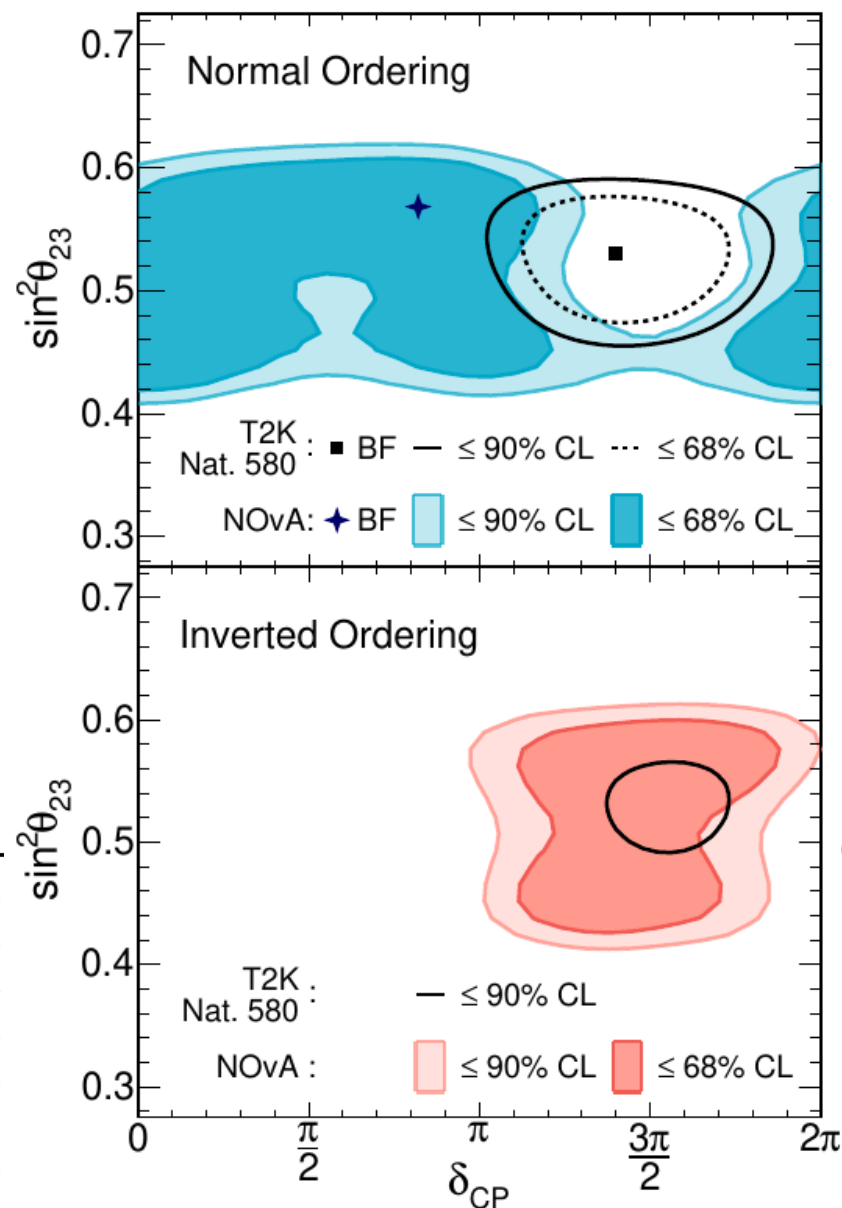 0.7
Normal Ordering
0.6
sin²θ₂₃
0.5
0.4
T2K
Nat. 580 : BF ≤ 90% CL ≤ 68% CL
NOvA: BF ≤ 90% CL ≤ 68% CL
0.3
0.7
Inverted Ordering
0.6
sin²θ₂₃
0.5
0.4
T2K
Nat. 580 : ≤ 90% CL
NOvA : ≤ 90% CL ≤ 68% CL
0.3
0 π/2 π 3π/2 2π
δ_CP